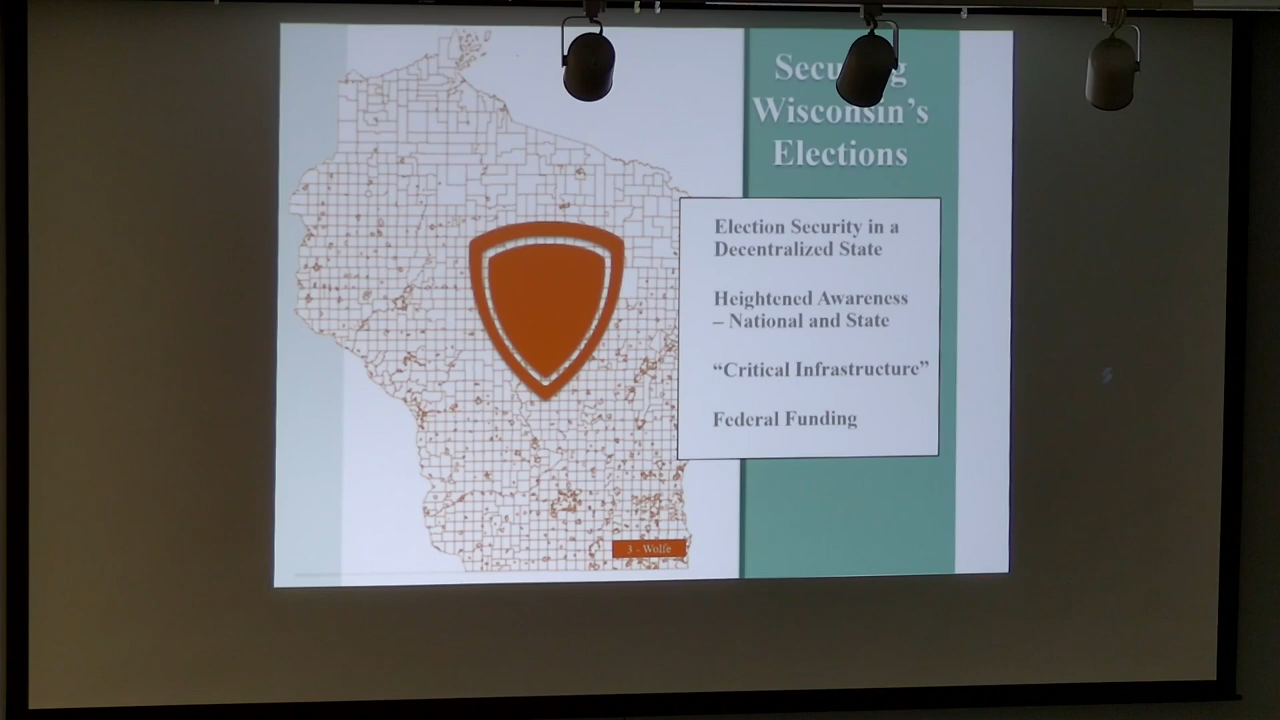 Wisconsin's
Elections
Election Security in a
Decentralized State
Heightened Awareness
– National and State
“Critical Infrastructure”
Federal Funding
3 - Wolfe